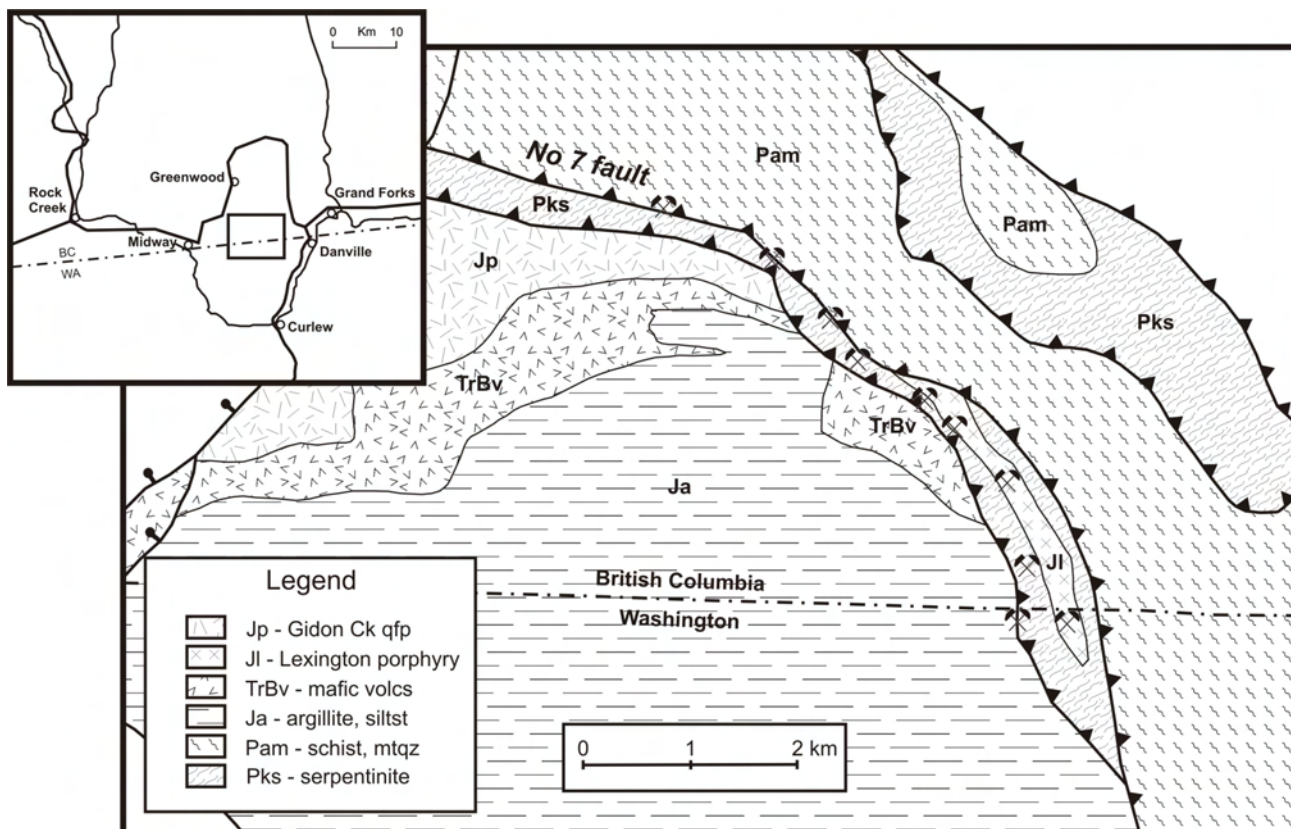 0 Km 10
Greenwood
Rock
Creek
Grand Forks
Midway
BC
WA
Danville
Curlew
No 7 fault
Pam
Pks
Pam
Jp
Pks
TrBv
TrBv
Ja
Jl
British Columbia
Washington
Legend
Jp - Gidon Ck qfp
Jl - Lexington porphyry
TrBv - mafic volcs
Ja - argillite, siltst
Pam - schist, mtqz
Pks - serpentinite
0 1 2 km